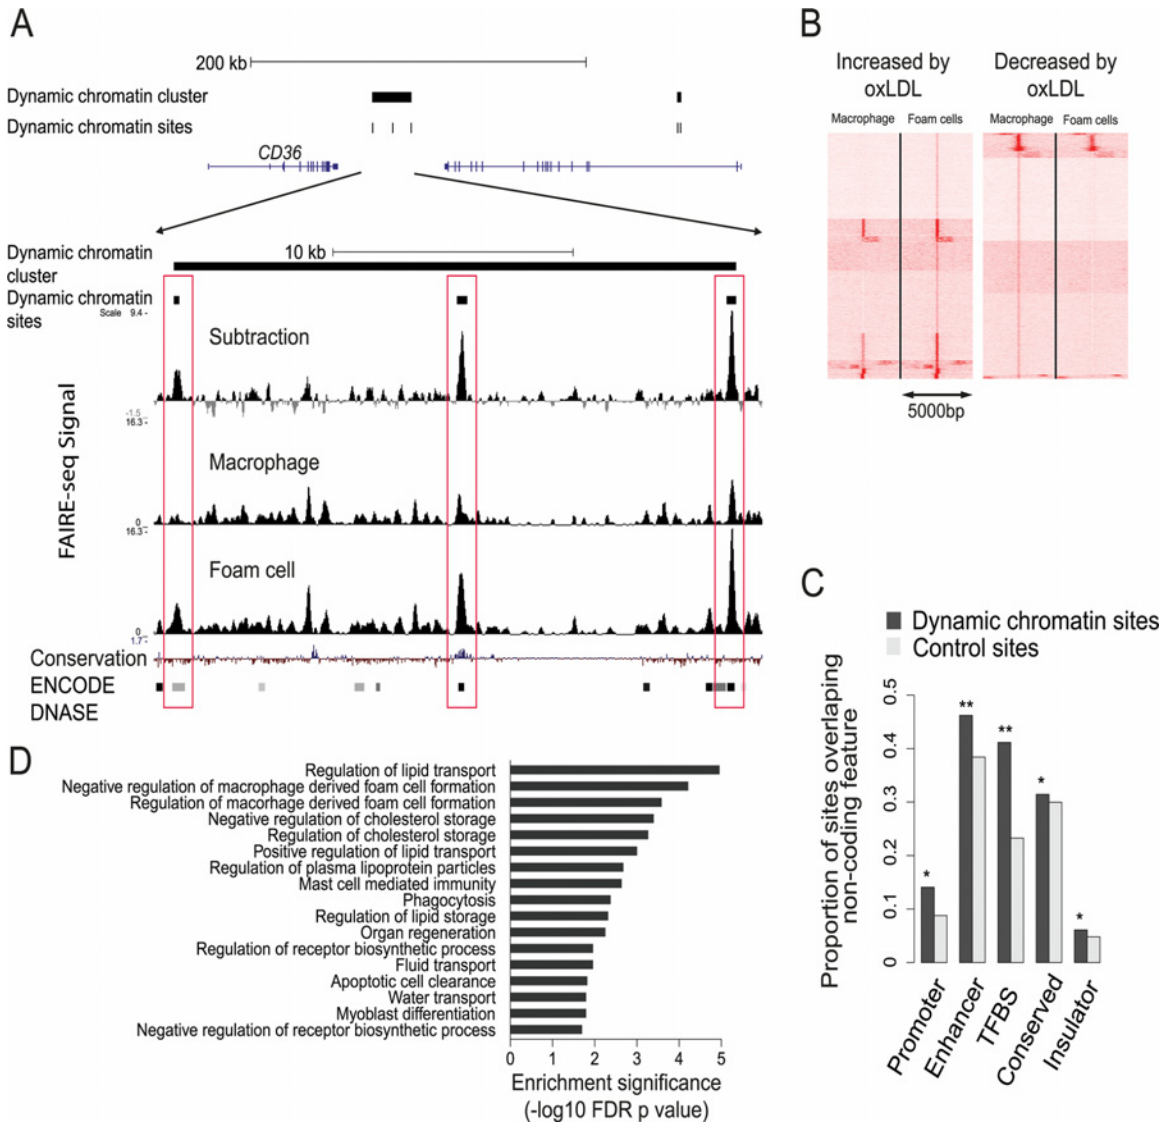 A
200 kb
Dynamic chromatin cluster
Dynamic chromatin sites
CD36
Dynamic chromatin
cluster
10 kb
Dynamic chromatin
sites
Scale 9.4 -
Subtraction
-1.5
16.3 -
Macrophage
0
16.3 -
Foam cell
0
1.7 -
FAIRE-seq Signal
Conservation
ENCODE
DNASE
B
Increased by
oxLDL
Decreased by
oxLDL
Macrophage Foam cells
Macrophage Foam cells
5000bp
C
Dynamic chromatin sites
Control sites
Proportion of sites overlaping
non-coding feature
0.5
0.4
0.3
0.2
0.1
0
*
**
**
*
*
Promoter
Enhancer
TFBS
Conserved
Insulator
D
Regulation of lipid transport
Negative regulation of macrophage derived foam cell formation
Regulation of macorhage derived foam cell formation
Negative regulation of cholesterol storage
Regulation of cholesterol storage
Positive regulation of lipid transport
Regulation of plasma lipoprotein particles
Mast cell mediated immunity
Phagocytosis
Regulation of lipid storage
Organ regeneration
Regulation of receptor biosynthetic process
Fluid transport
Apoptotic cell clearance
Water transport
Myoblast differentiation
Negative regulation of receptor biosynthetic process
0 1 2 3 4 5
Enrichment significance
(-log10 FDR p value)